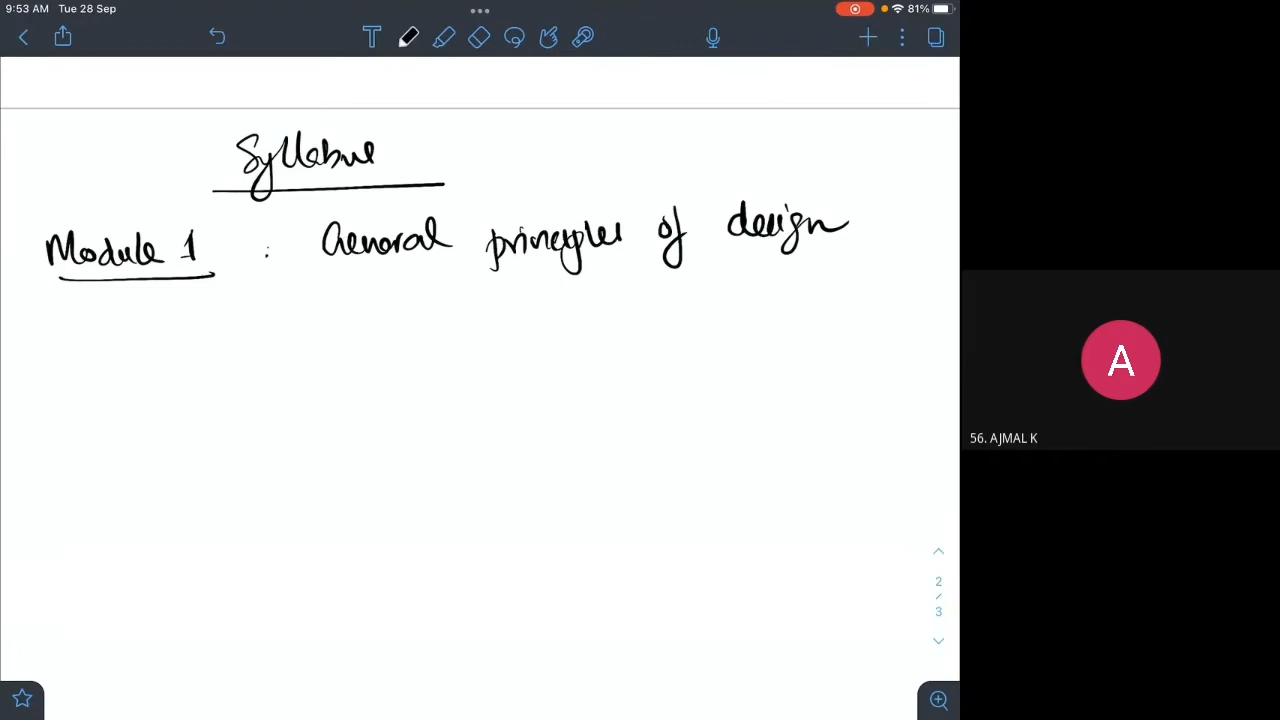 9:53 AM Tue 28 Sep
81%
T
Syllabus
Module 1 : General principles of design
A
56. AJMAL K
2
/
3